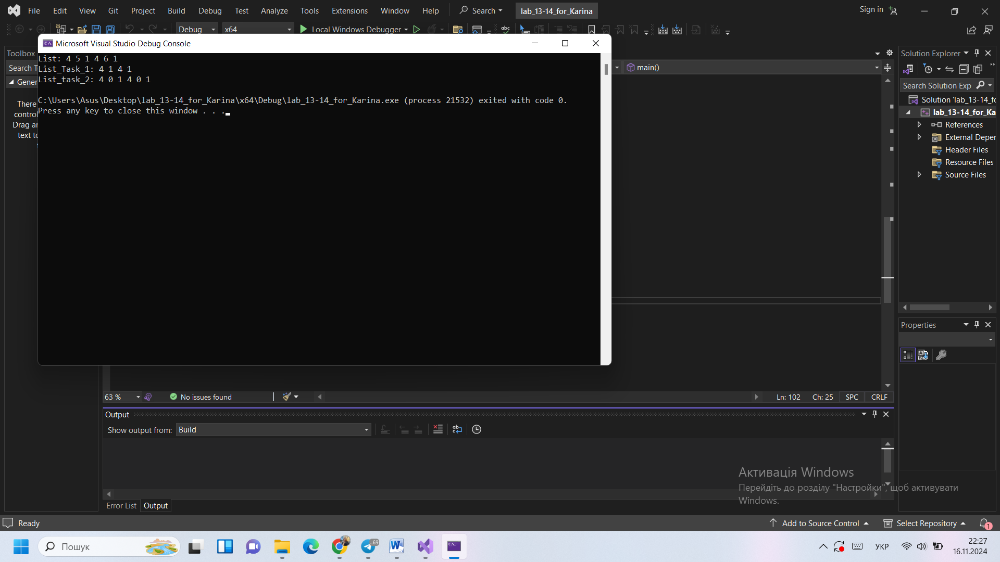 File Edit View Git Project Build Debug Test Analyze Tools Extensions Window Help Search lab_13-14_for_Karina Sign in
Debug x64 Local Windows Debugger
Microsoft Visual Studio Debug Console
List: 4 5 1 4 6 1
List_Task_1: 4 1 4 1
List_task_2: 4 0 1 4 0 1
C:\Users\Asus\Desktop\lab_13-14_for_Karina\x64\Debug\lab_13-14_for_Karina.exe (process 21532) exited with code 0.
Press any key to close this window . . .
Toolbox
Search T
Gener
There
control
Drag an
text to
main()
Solution Explorer
Search Solution Exp
Solution 'lab_13-14_fo
lab_13-14_for_Ka
References
External Deper
Header Files
Resource Files
Source Files
Properties
63 % No issues found Ln: 102 Ch: 25 SPC CRLF
Output
Show output from: Build
Активація Windows
Перейдіть до розділу "Настройки", щоб активувати
Windows.
Error List Output
Ready Add to Source Control Select Repository 1
Пошук 69 УКР 22:27
16.11.2024